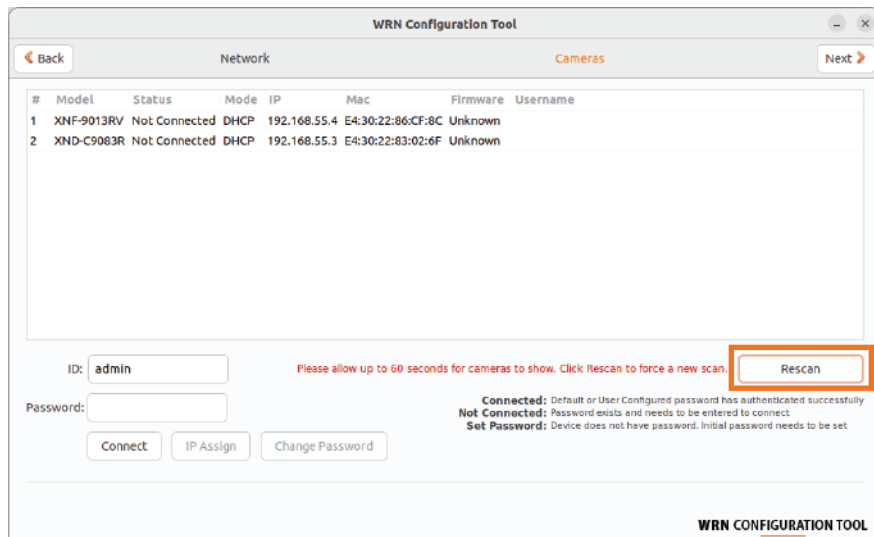 WRN Configuration Tool
Back Network Cameras Next
# Model Status Mode IP Mac Firmware Username
1 XNF-9013RV Not Connected DHCP 192.168.55.4 E4:30:22:86:CF:8C Unknown
2 XND-C9083R Not Connected DHCP 192.168.55.3 E4:30:22:83:02:6F Unknown
ID: admin Please allow up to 60 seconds for cameras to show. Click Rescan to force a new scan. Rescan
Connected: Default or User Configured password has authenticated successfully
Password: Not Connected: Password exists and needs to be entered to connect
Set Password: Device does not have password. Initial password needs to be set
Connect IP Assign Change Password
WRN CONFIGURATION TOOL